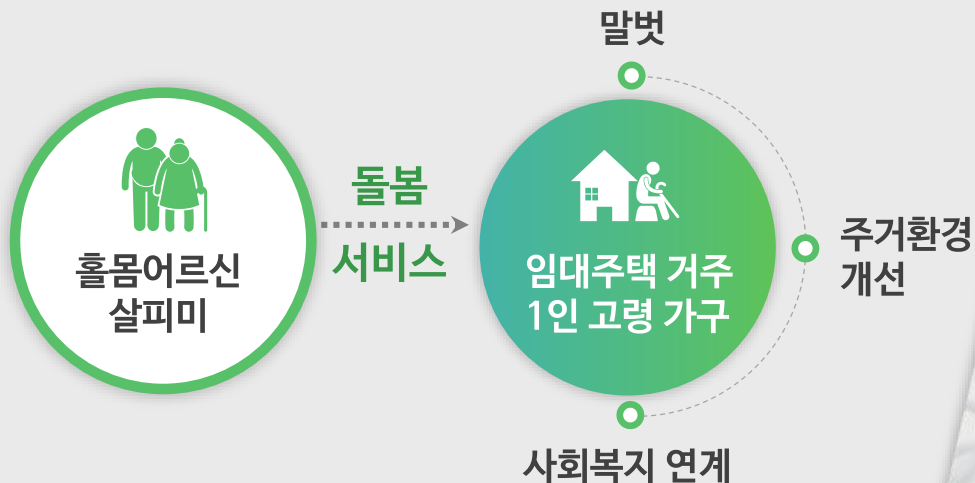 말벗
홀몸어르신
살피미
돌봄
서비스
임대주택 거주
1인 고령 가구
주거환경
개선
사회복지 연계